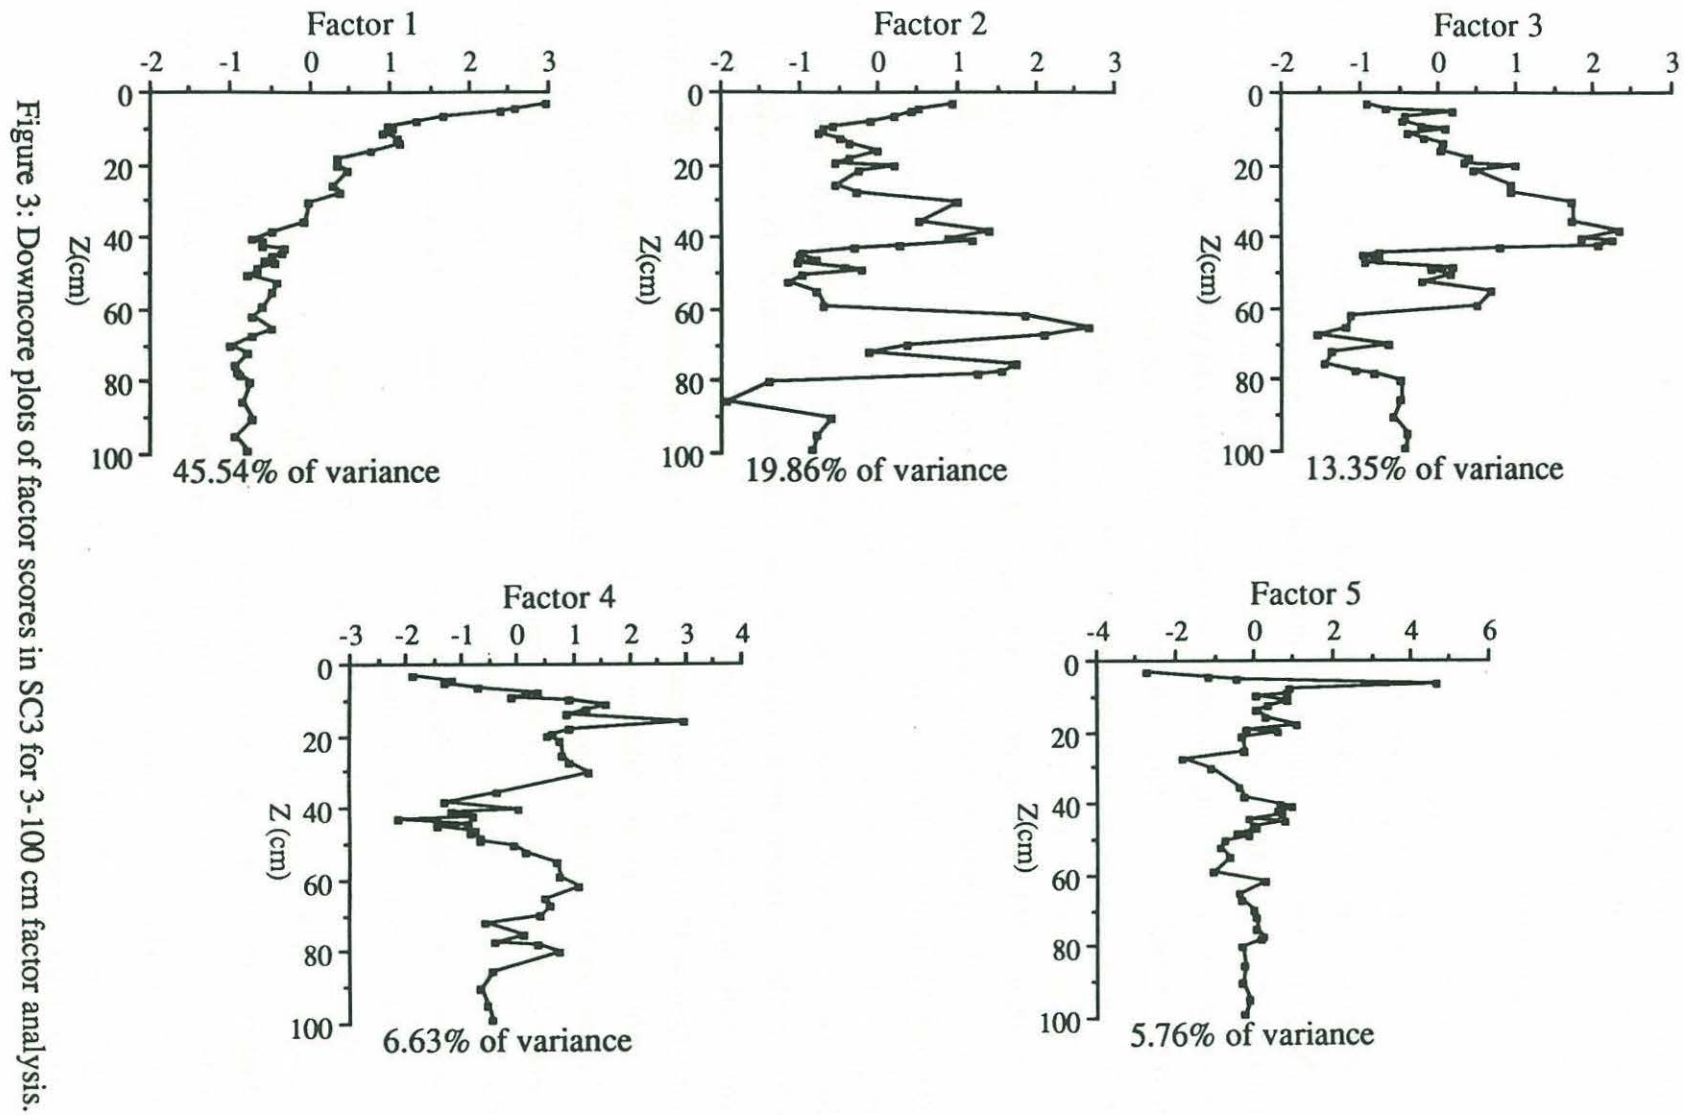 Factor 1
-2 -1 0 1 2 3
0
20
40
60
80
100
Z(cm)
45.54% of variance
Factor 2
-2 -1 0 1 2 3
0
20
40
60
80
100
Z(cm)
19.86% of variance
Factor 3
-2 -1 0 1 2 3
0
20
40
60
80
100
Z(cm)
13.35% of variance
Factor 4
-3 -2 -1 0 1 2 3 4
0
20
40
60
80
100
Z (cm)
6.63% of variance
Factor 5
-4 -2 0 2 4 6
0
20
40
60
80
100
Z(cm)
5.76% of variance
Figure 3: Downcore plots of factor scores in SC3 for 3-100 cm factor analysis.